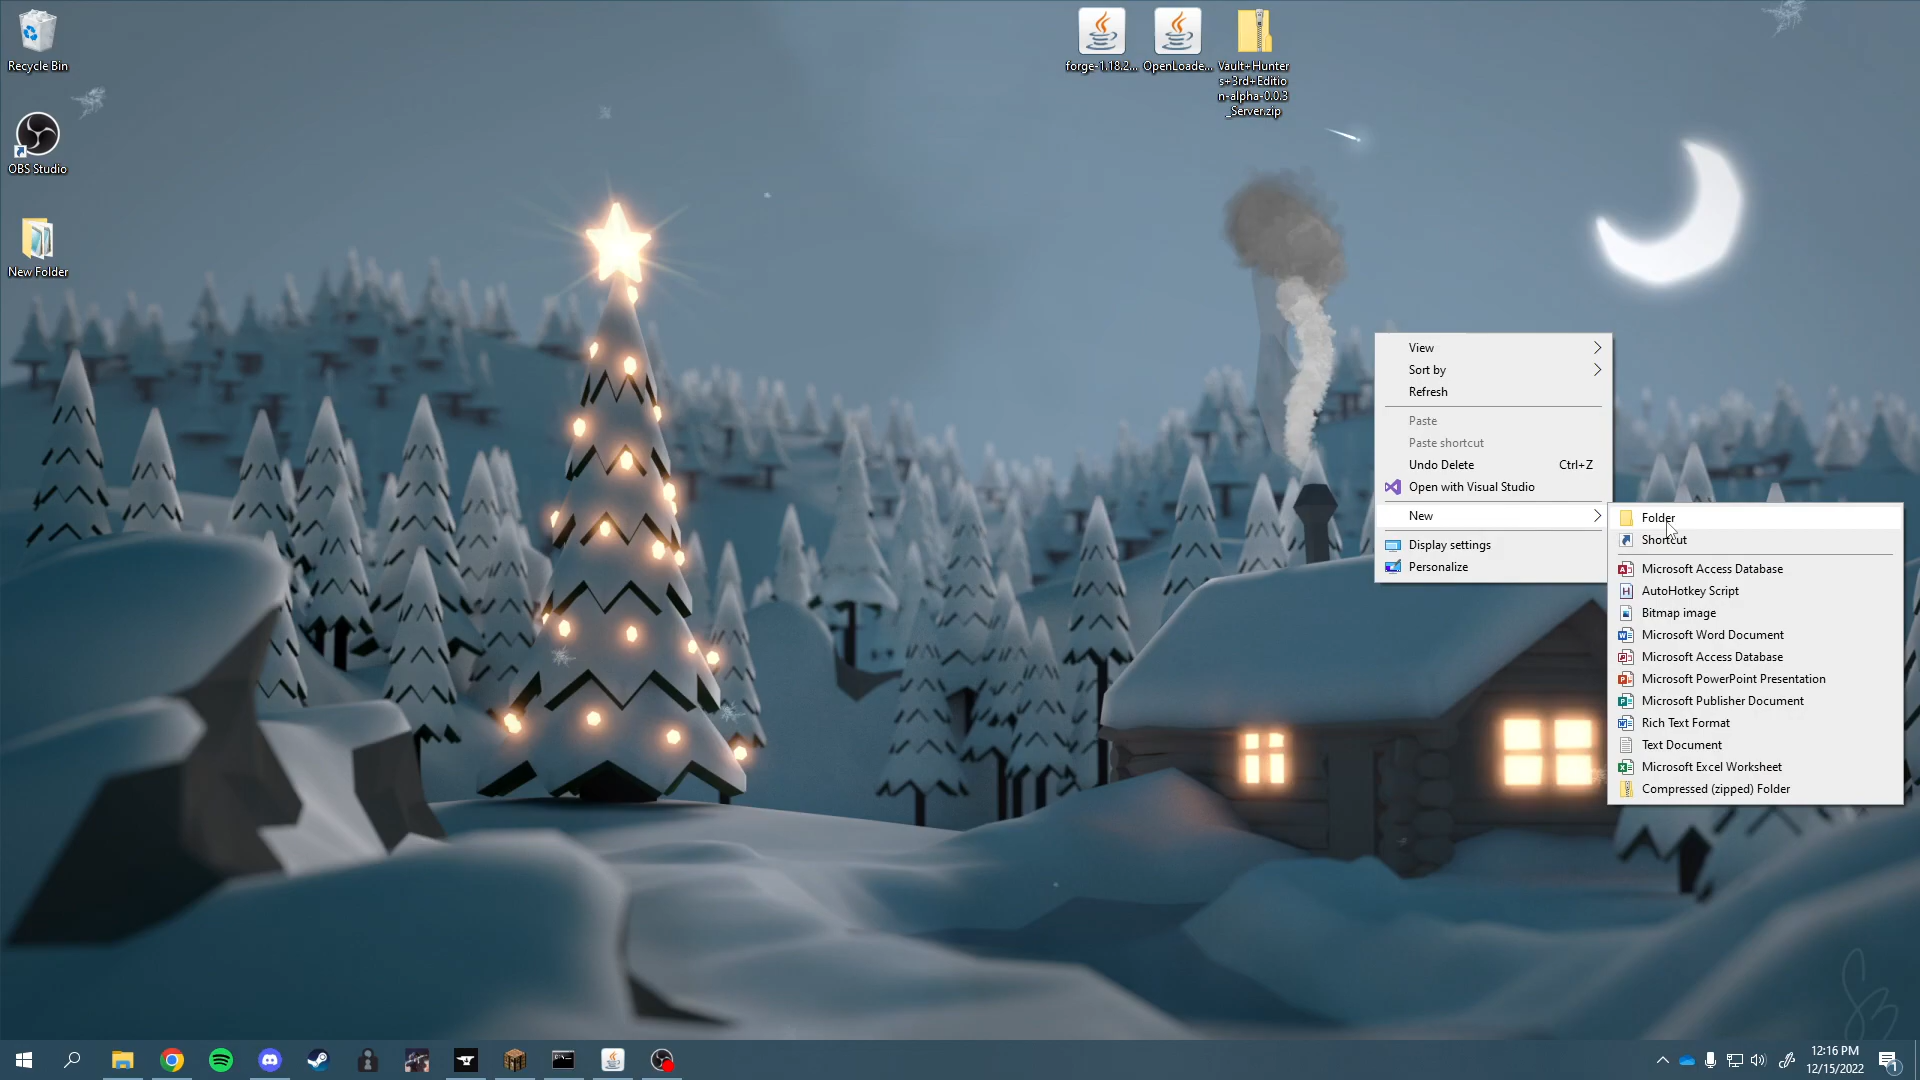 Recycle Bin
OBS Studio
New Folder
forge-1.18.2...
OpenLoade...
Vault+Hunter
s+3rd+Editio
n-alpha-0.0.3
_Server.zip
View
Sort by
Refresh
Paste
Paste shortcut
Undo Delete Ctrl+Z
Open with Visual Studio
New
Display settings
Personalize
Folder
Shortcut
Microsoft Access Database
AutoHotkey Script
Bitmap image
Microsoft Word Document
Microsoft Access Database
Microsoft PowerPoint Presentation
Microsoft Publisher Document
Rich Text Format
Text Document
Microsoft Excel Worksheet
Compressed (zipped) Folder
12:16 PM
12/15/2022
1